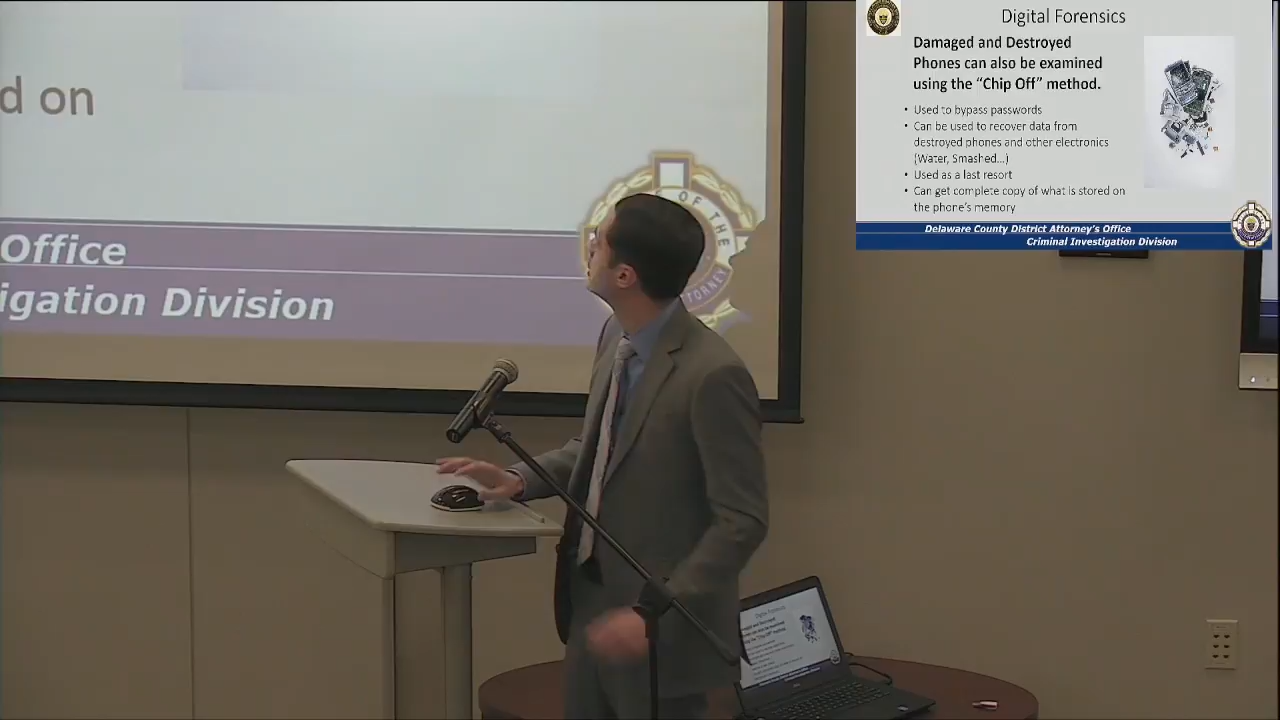 d on
Office
igation Division
OF THE
TORNEY
Digital Forensics
Damaged and Destroyed
Phones can also be examined
using the “Chip Off” method.
• Used to bypass passwords
• Can be used to recover data from
destroyed phones and other electronics
(Water, Smashed…)
• Used as a last resort
• Can get complete copy of what is stored on
the phone's memory
Delaware County District Attorney's Office
Criminal Investigation Division